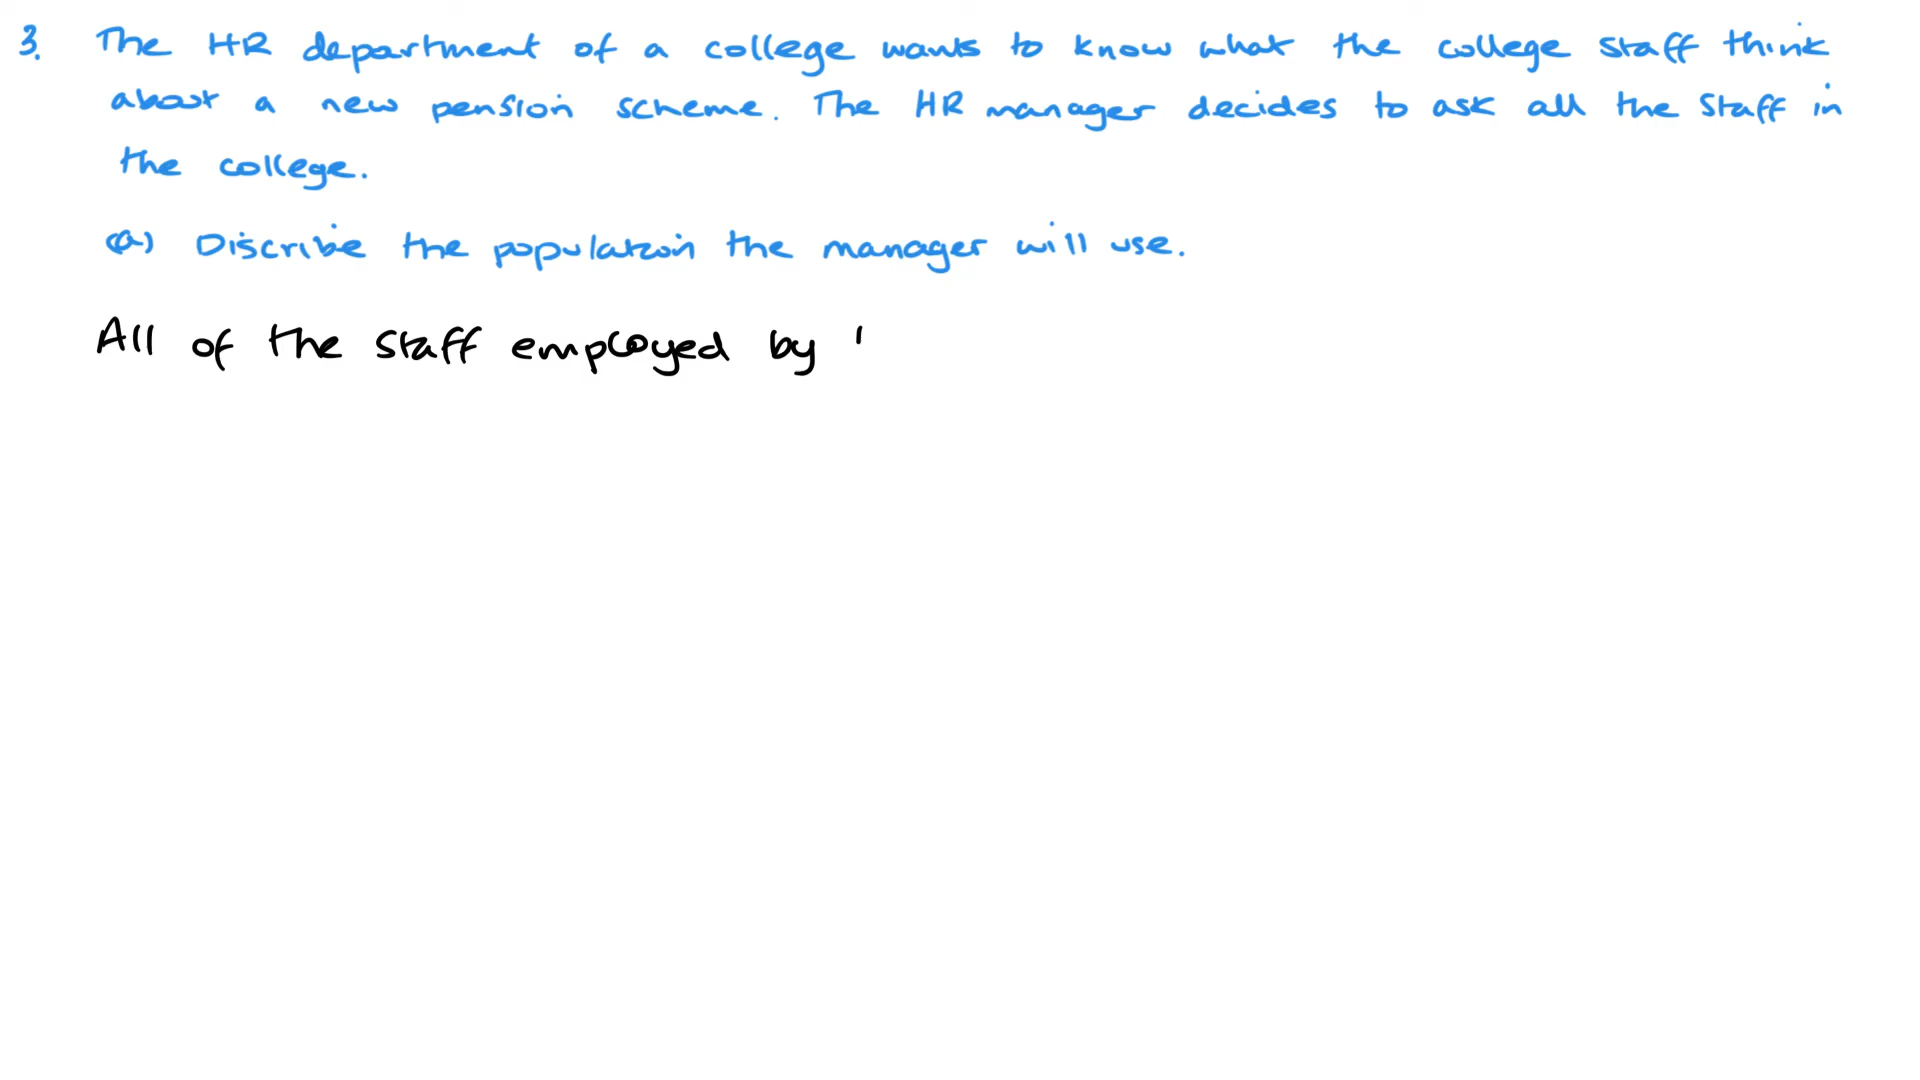 3. The HR department of a college wants to know what the college staff think
about a new pension scheme. The HR manager decides to ask all the staff in
the college.
(a) Discribe the population the manager will use.
All of the staff employed by